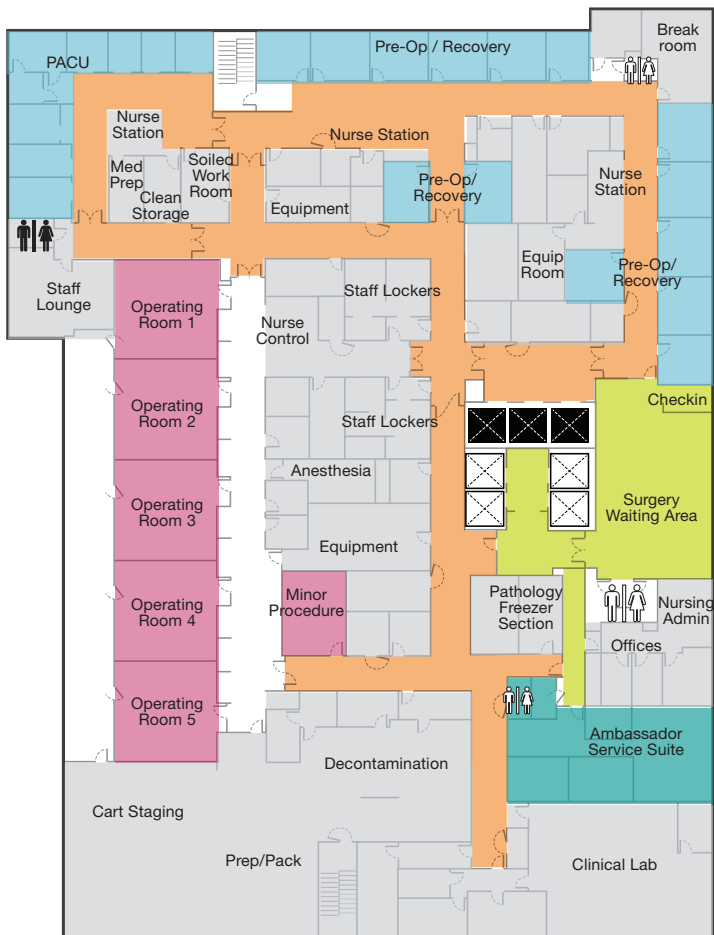 Break
room
PACU
Pre-Op / Recovery
Nurse
Station
Nurse Station
Med
Prep
Soiled
Work
Room
Clean
Storage
Pre-Op/
Recovery
Nurse
Station
Equipment
Equip
Room
Pre-Op/
Recovery
Staff
Lounge
Operating
Room 1
Staff Lockers
Nurse
Control
Operating
Room 2
Staff Lockers
Checkin
Anesthesia
Operating
Room 3
Surgery
Waiting Area
Equipment
Operating
Room 4
Minor
Procedure
Pathology
Freezer
Section
Nursing
Admin
Offices
Operating
Room 5
Ambassador
Service Suite
Decontamination
Cart Staging
Prep/Pack
Clinical Lab